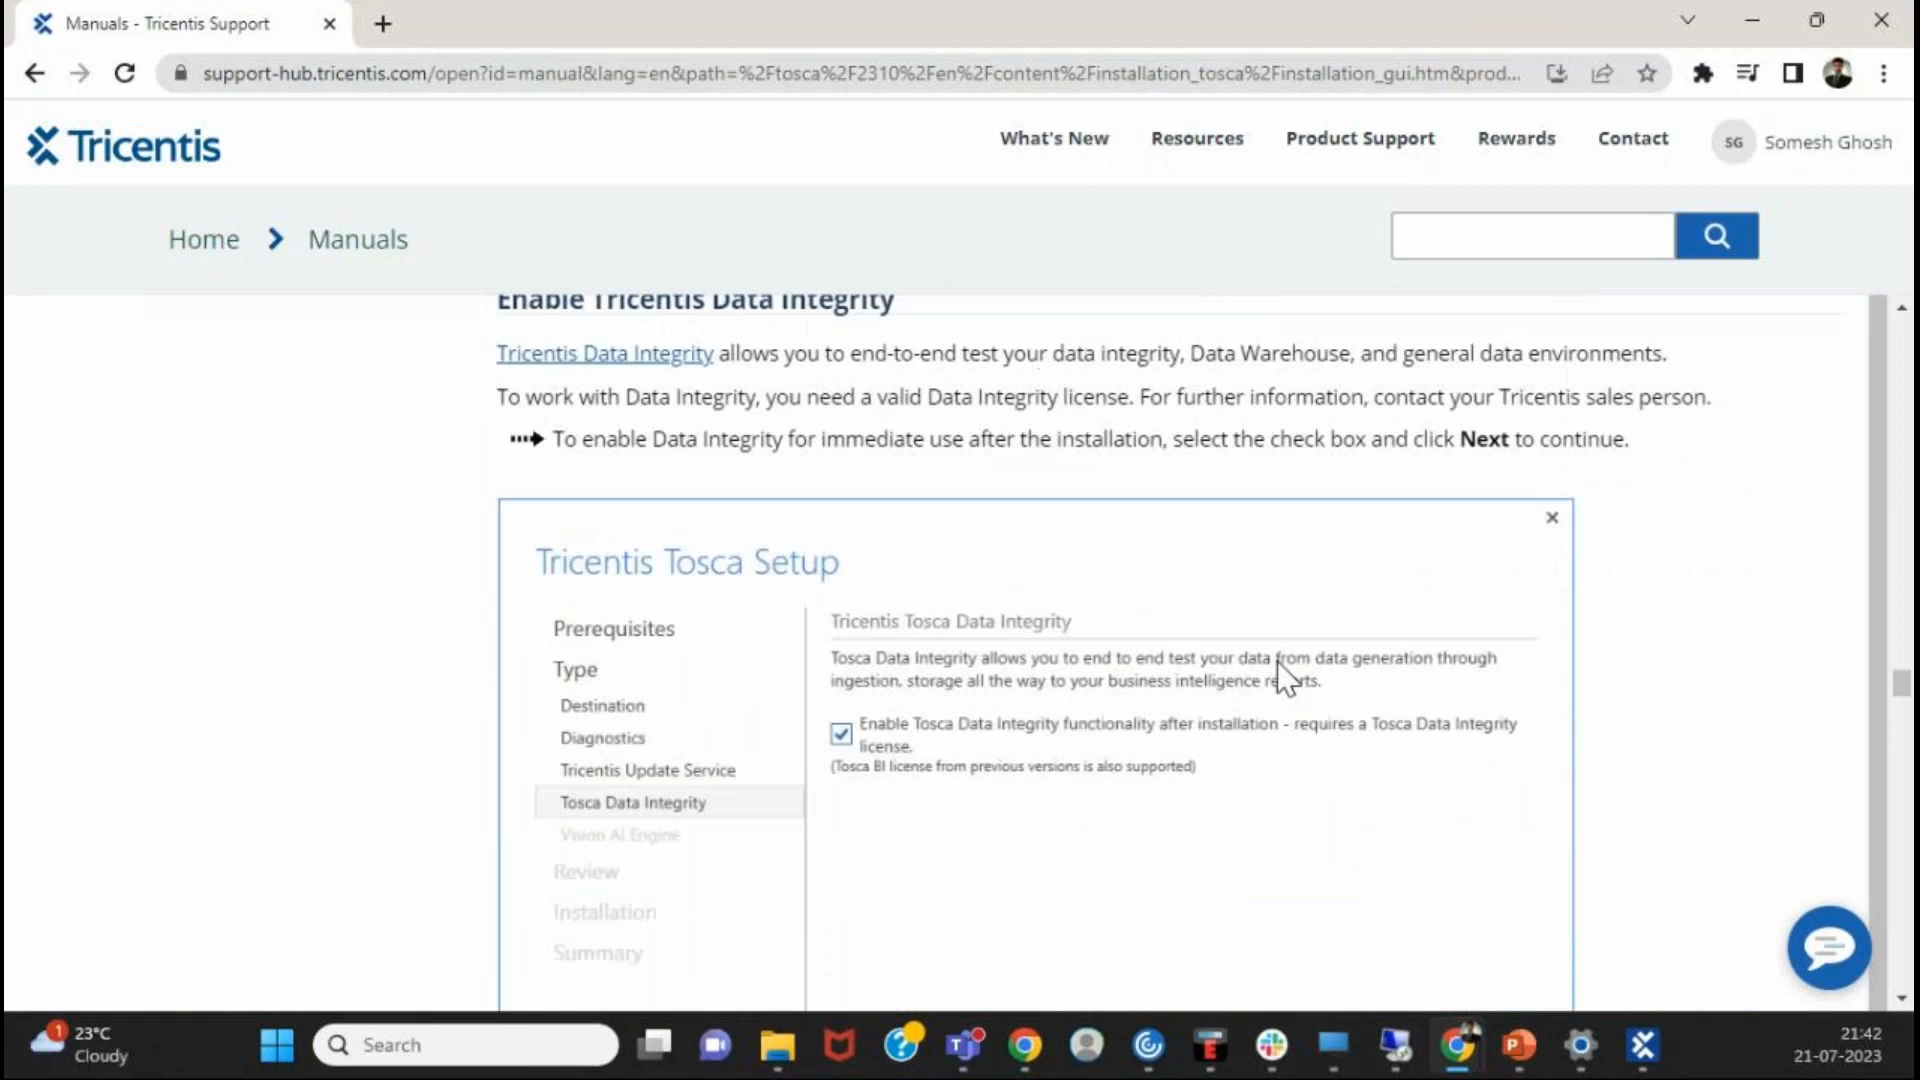 Manuals - Tricentis Support
support-hub.tricentis.com/open?id=manual&lang=en&path=%2Ftosca%2F2310%2Fen%2Fcontent%2Finstallation_tosca%2Finstallation_gui.htm&prod...
Tricentis
What's New
Resources
Product Support
Rewards
Contact
SG
Somesh Ghosh
Home
Manuals
Enable Tricentis Data Integrity
Tricentis Data Integrity allows you to end-to-end test your data integrity, Data Warehouse, and general data environments.
To work with Data Integrity, you need a valid Data Integrity license. For further information, contact your Tricentis sales person.
To enable Data Integrity for immediate use after the installation, select the check box and click Next to continue.
Tricentis Tosca Setup
Prerequisites
Type
Destination
Diagnostics
Tricentis Update Service
Tosca Data Integrity
Vision AI Engine
Review
Installation
Summary
Tricentis Tosca Data Integrity
Tosca Data Integrity allows you to end to end test your data from data generation through
ingestion, storage all the way to your business intelligence reports.
Enable Tosca Data Integrity functionality after installation - requires a Tosca Data Integrity
license.
(Tosca BI license from previous versions is also supported)
1
23°C
Cloudy
Search
21:42
21-07-2023